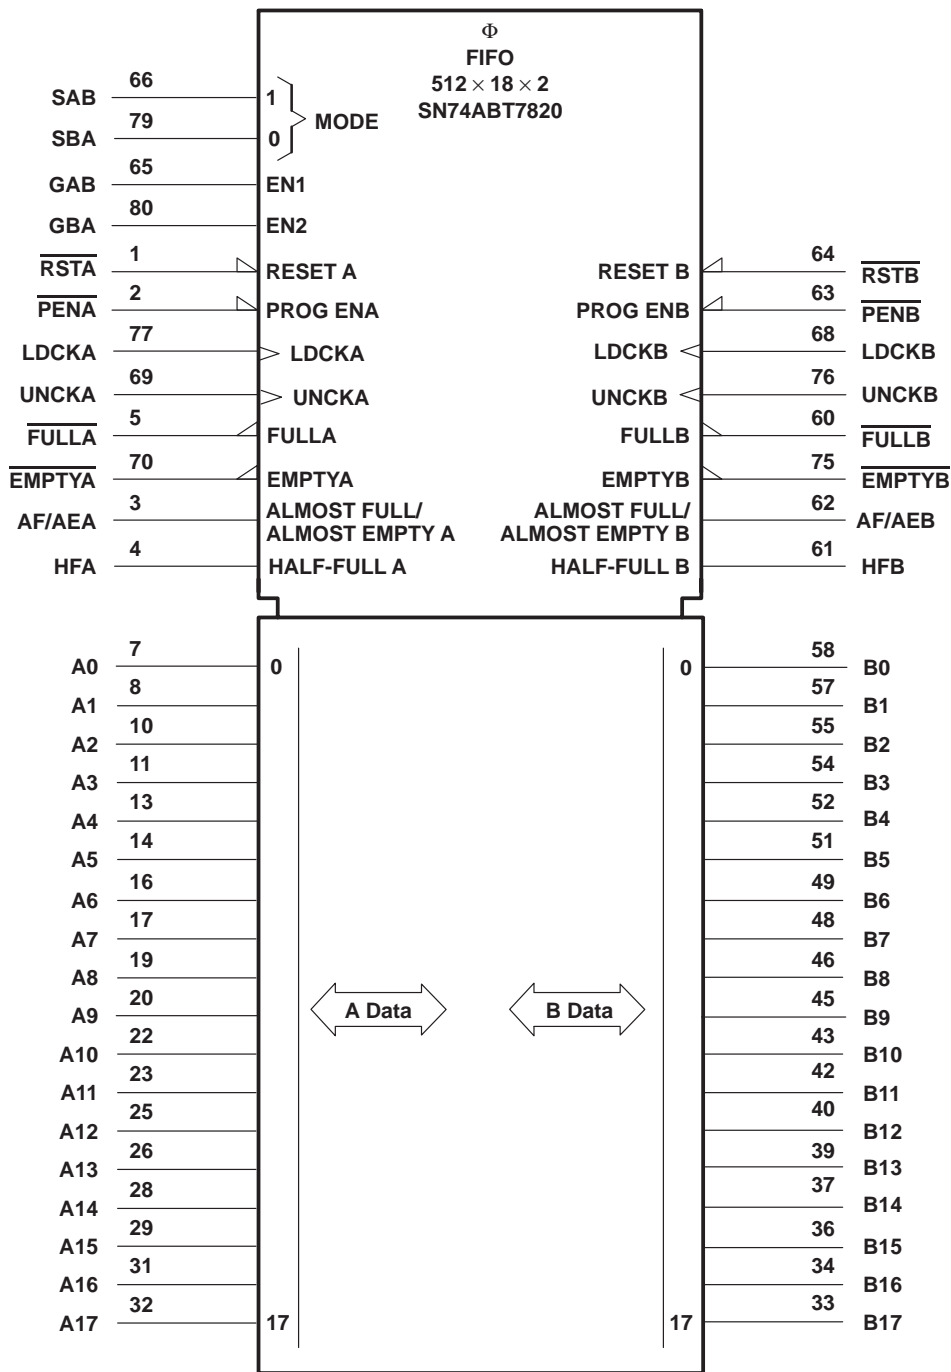 Φ
FIFO
512 × 18 × 2
SN74ABT7820
SAB 66 1
MODE
SBA 79 0
GAB 65 EN1
GBA 80 EN2
RSTA 1 RESET A RESET B 64 RSTB
PENA 2 PROG ENA PROG ENB 63 PENB
LDCKA 77 LDCKA LDCKB 68 LDCKB
UNCKA 69 UNCKA UNCKB 76 UNCKB
FULLA 5 FULLA FULLB 60 FULLB
EMPTYA 70 EMPTYA EMPTYB 75 EMPTYB
AF/AEA 3 ALMOST FULL/ ALMOST FULL/ 62 AF/AEB
ALMOST EMPTY A ALMOST EMPTY B
HFA 4 HALF-FULL A HALF-FULL B 61 HFB
A0 7 0 0 58 B0
A1 8 57 B1
A2 10 55 B2
A3 11 54 B3
A4 13 52 B4
A5 14 51 B5
A6 16 49 B6
A7 17 48 B7
A8 19 46 B8
A9 20 A Data B Data 45 B9
A10 22 43 B10
A11 23 42 B11
A12 25 40 B12
A13 26 39 B13
A14 28 37 B14
A15 29 36 B15
A16 31 34 B16
A17 32 17 17 33 B17